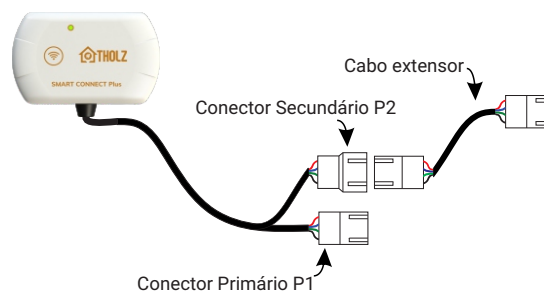 THOLZ
SMART CONNECT Plus
Cabo extensor
Conector Secundário P2
Conector Primário P1